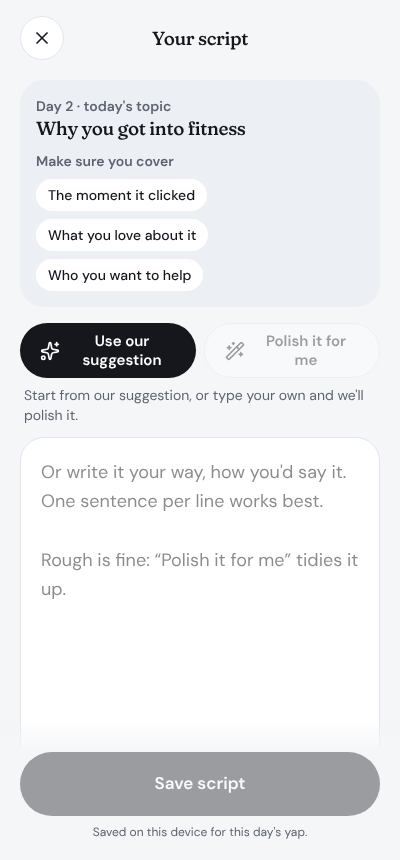 Your script
Day 2 · today's topic
Why you got into fitness
Make sure you cover
The moment it clicked
What you love about it
Who you want to help
Use our
suggestion
Polish it for
me
Start from our suggestion, or type your own and we'll
polish it.
Or write it your way, how you'd say it.
One sentence per line works best.
Rough is fine: “Polish it for me” tidies it
up.
Save script
Saved on this device for this day's yap.